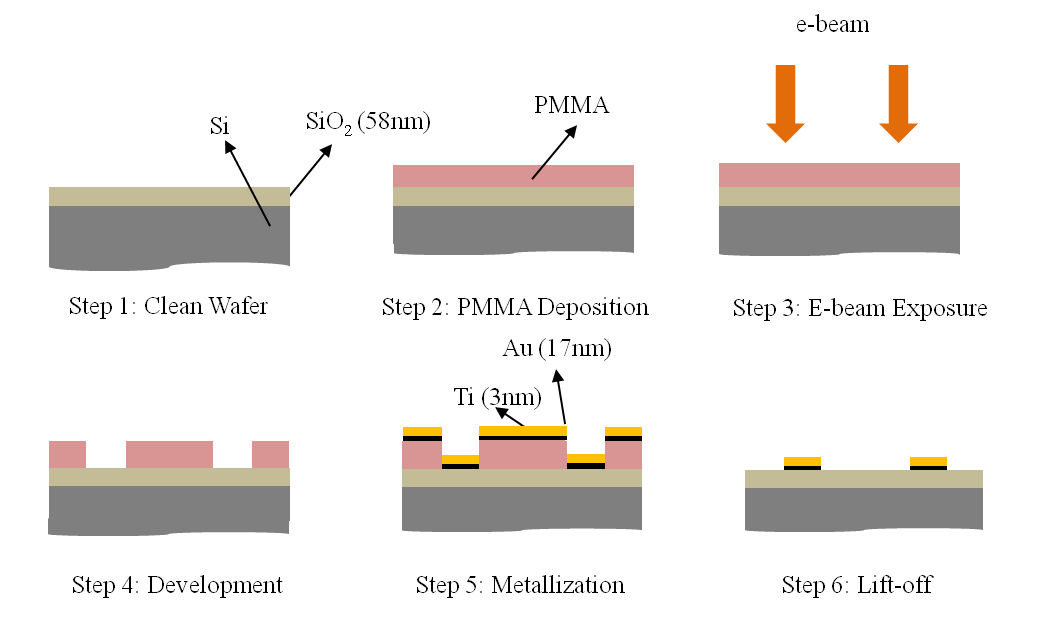 e-beam
PMMA
Si
SiO₂ (58nm)
Step 1: Clean Wafer
Step 2: PMMA Deposition
Step 3: E-beam Exposure
Au (17nm)
Ti (3nm)
Step 4: Development
Step 5: Metallization
Step 6: Lift-off